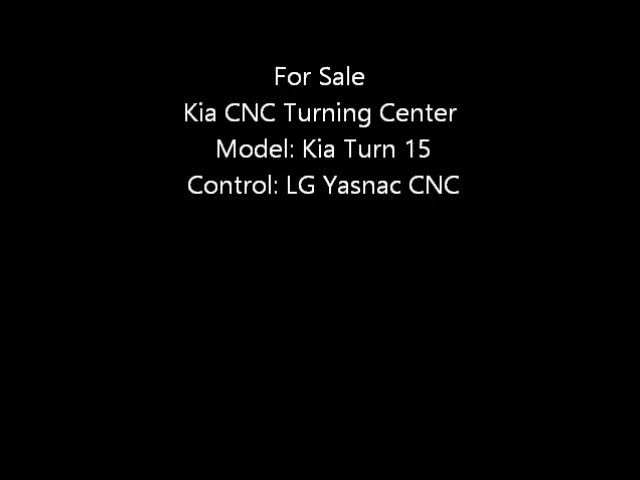 For Sale
Kia CNC Turning Center
Model: Kia Turn 15
Control: LG Yasnac CNC